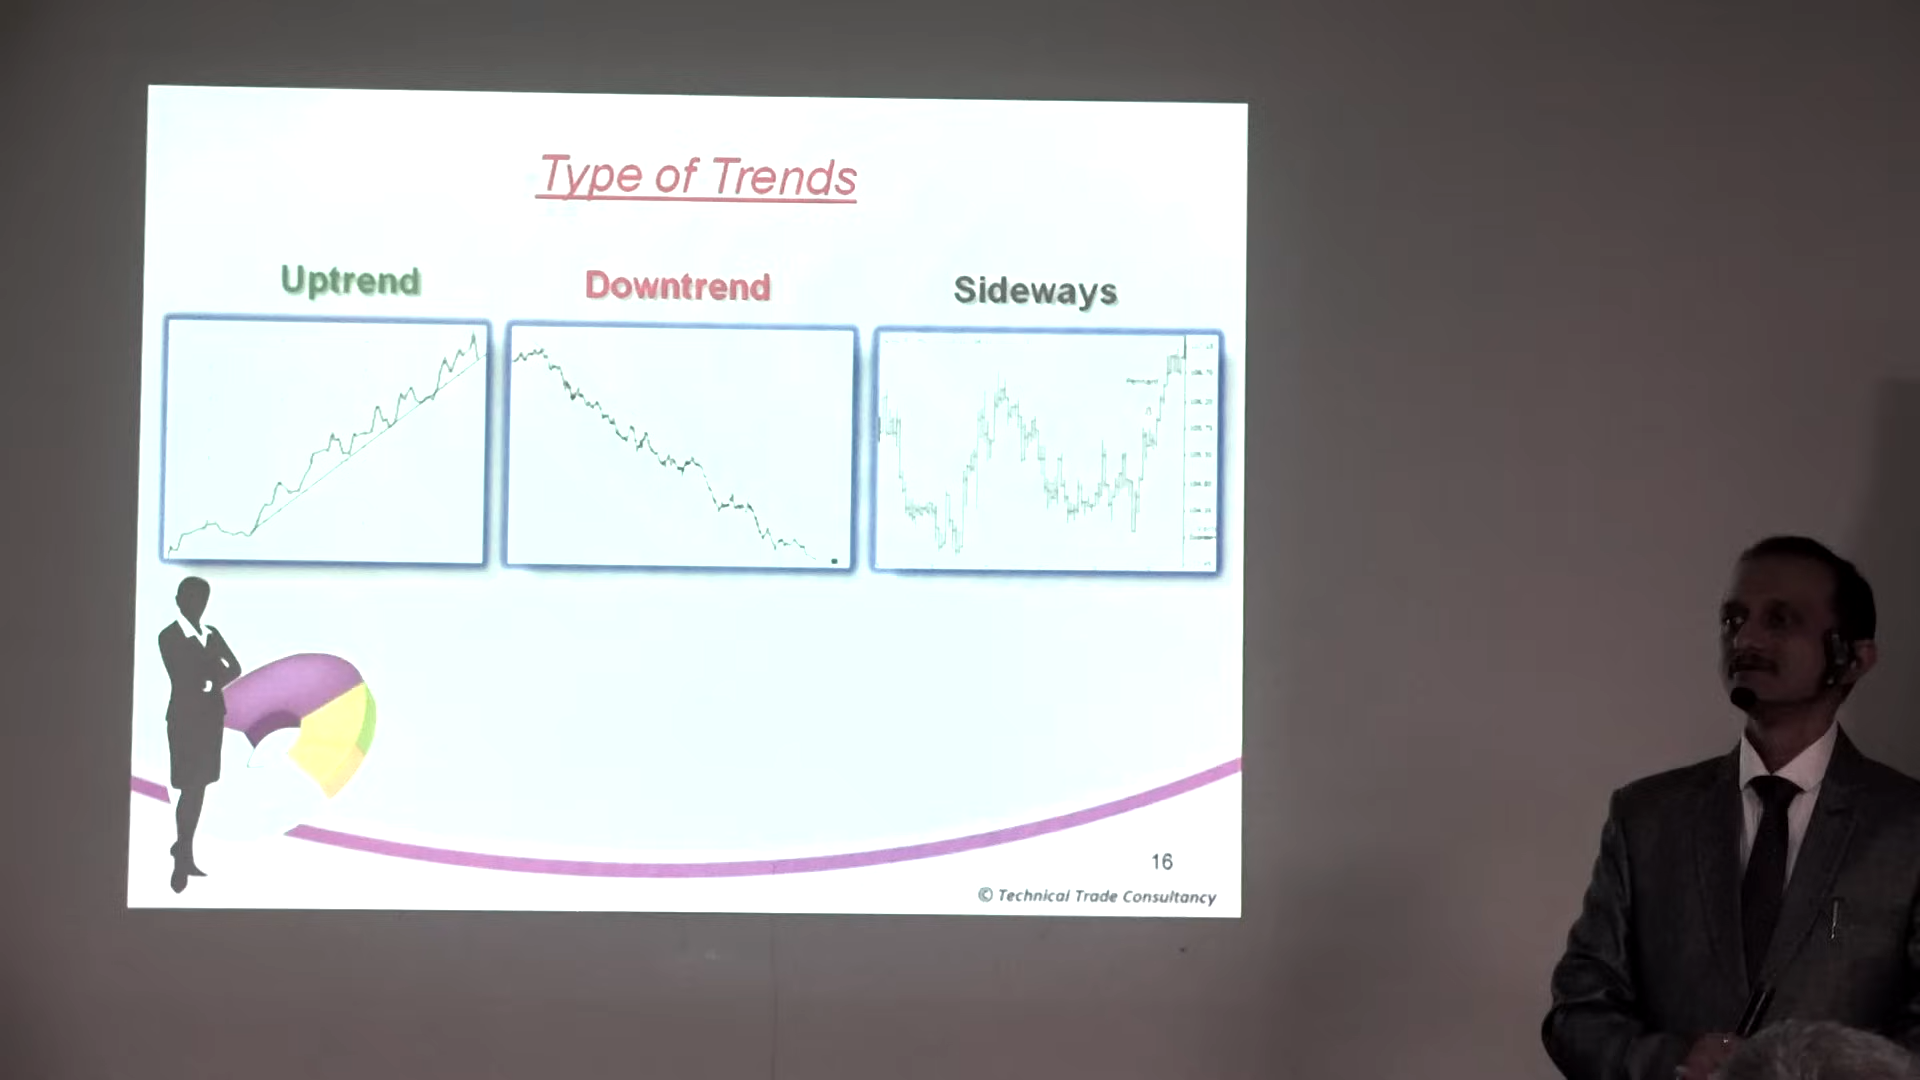 Type of Trends
Uptrend
Downtrend
Sideways
16
© Technical Trade Consultancy